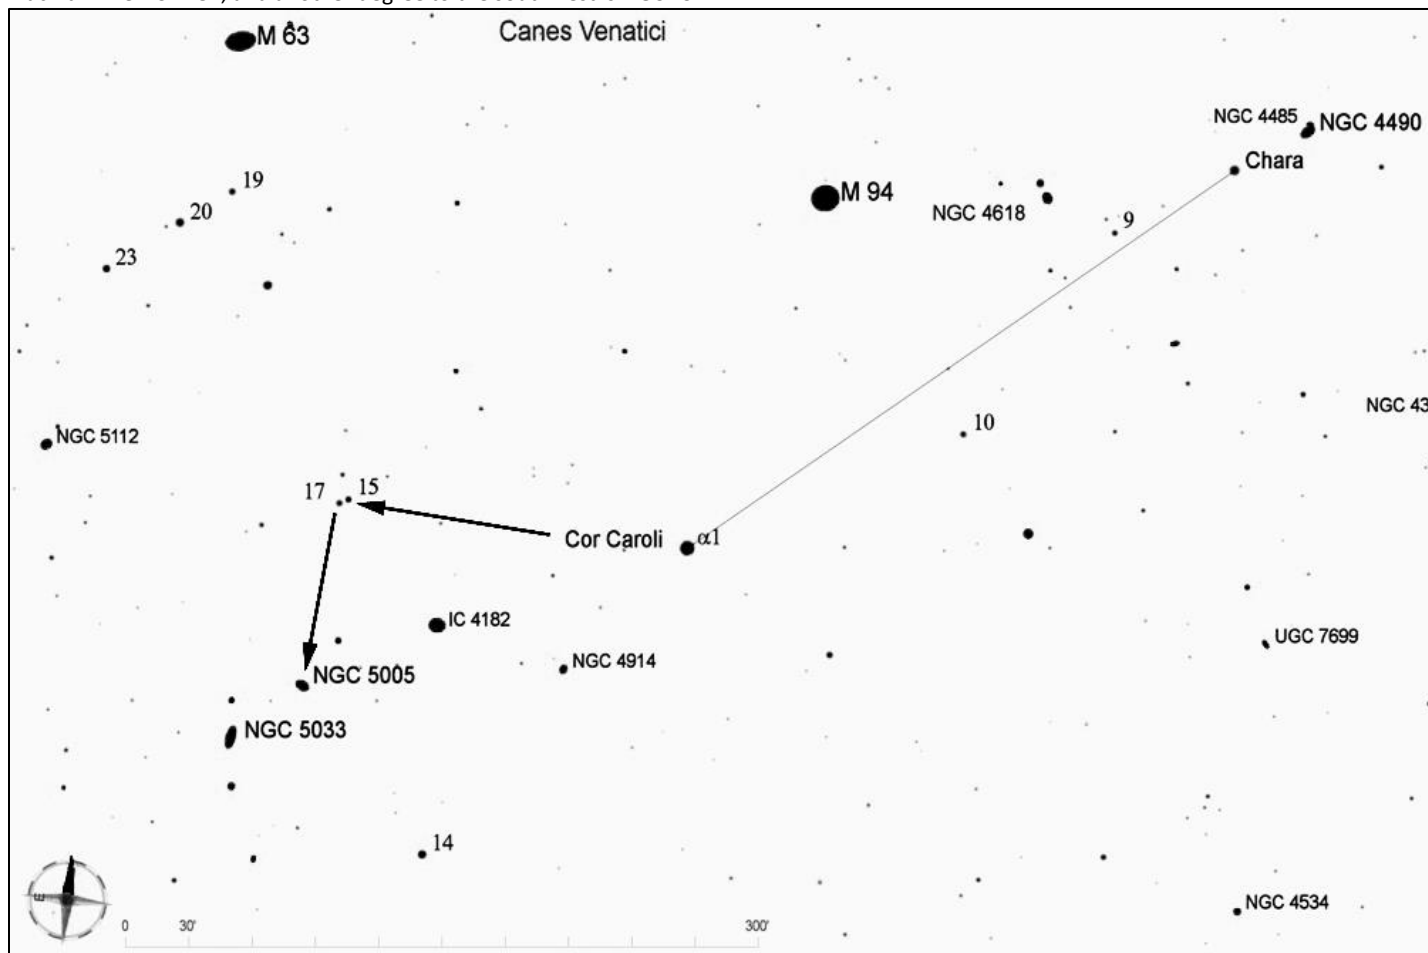 Canes Venatici
M 63
NGC 4485
NGC 4490
Chara
19
M 94
NGC 4618
20
9
23
NGC 43
10
NGC 5112
17
15
Cor Caroli
α1
IC 4182
UGC 7699
NGC 4914
NGC 5005
NGC 5033
14
E
NGC 4534
0
30'
300'